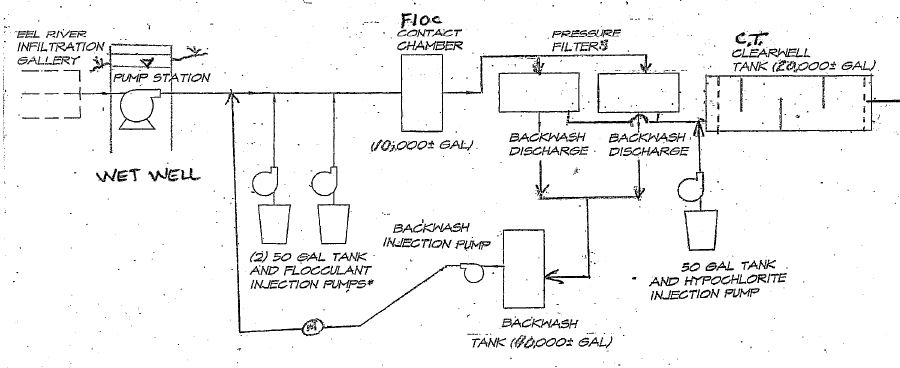 EEL RIVER
INFILTRATION
GALLERY
PUMP STATION
WET WELL
Floc
CONTACT
CHAMBER
(10,000± GAL)
PRESSURE
FILTERS
C.T.
CLEARWELL
TANK (20,000± GAL)
BACKWASH
DISCHARGE
BACKWASH
DISCHARGE
(2) 50 GAL TANK
AND FLOCCULANT
INJECTION PUMPS*
BACKWASH
INJECTION PUMP
50 GAL TANK
AND HYPOCHLORITE
INJECTION PUMP
BACKWASH
TANK (10,000± GAL)